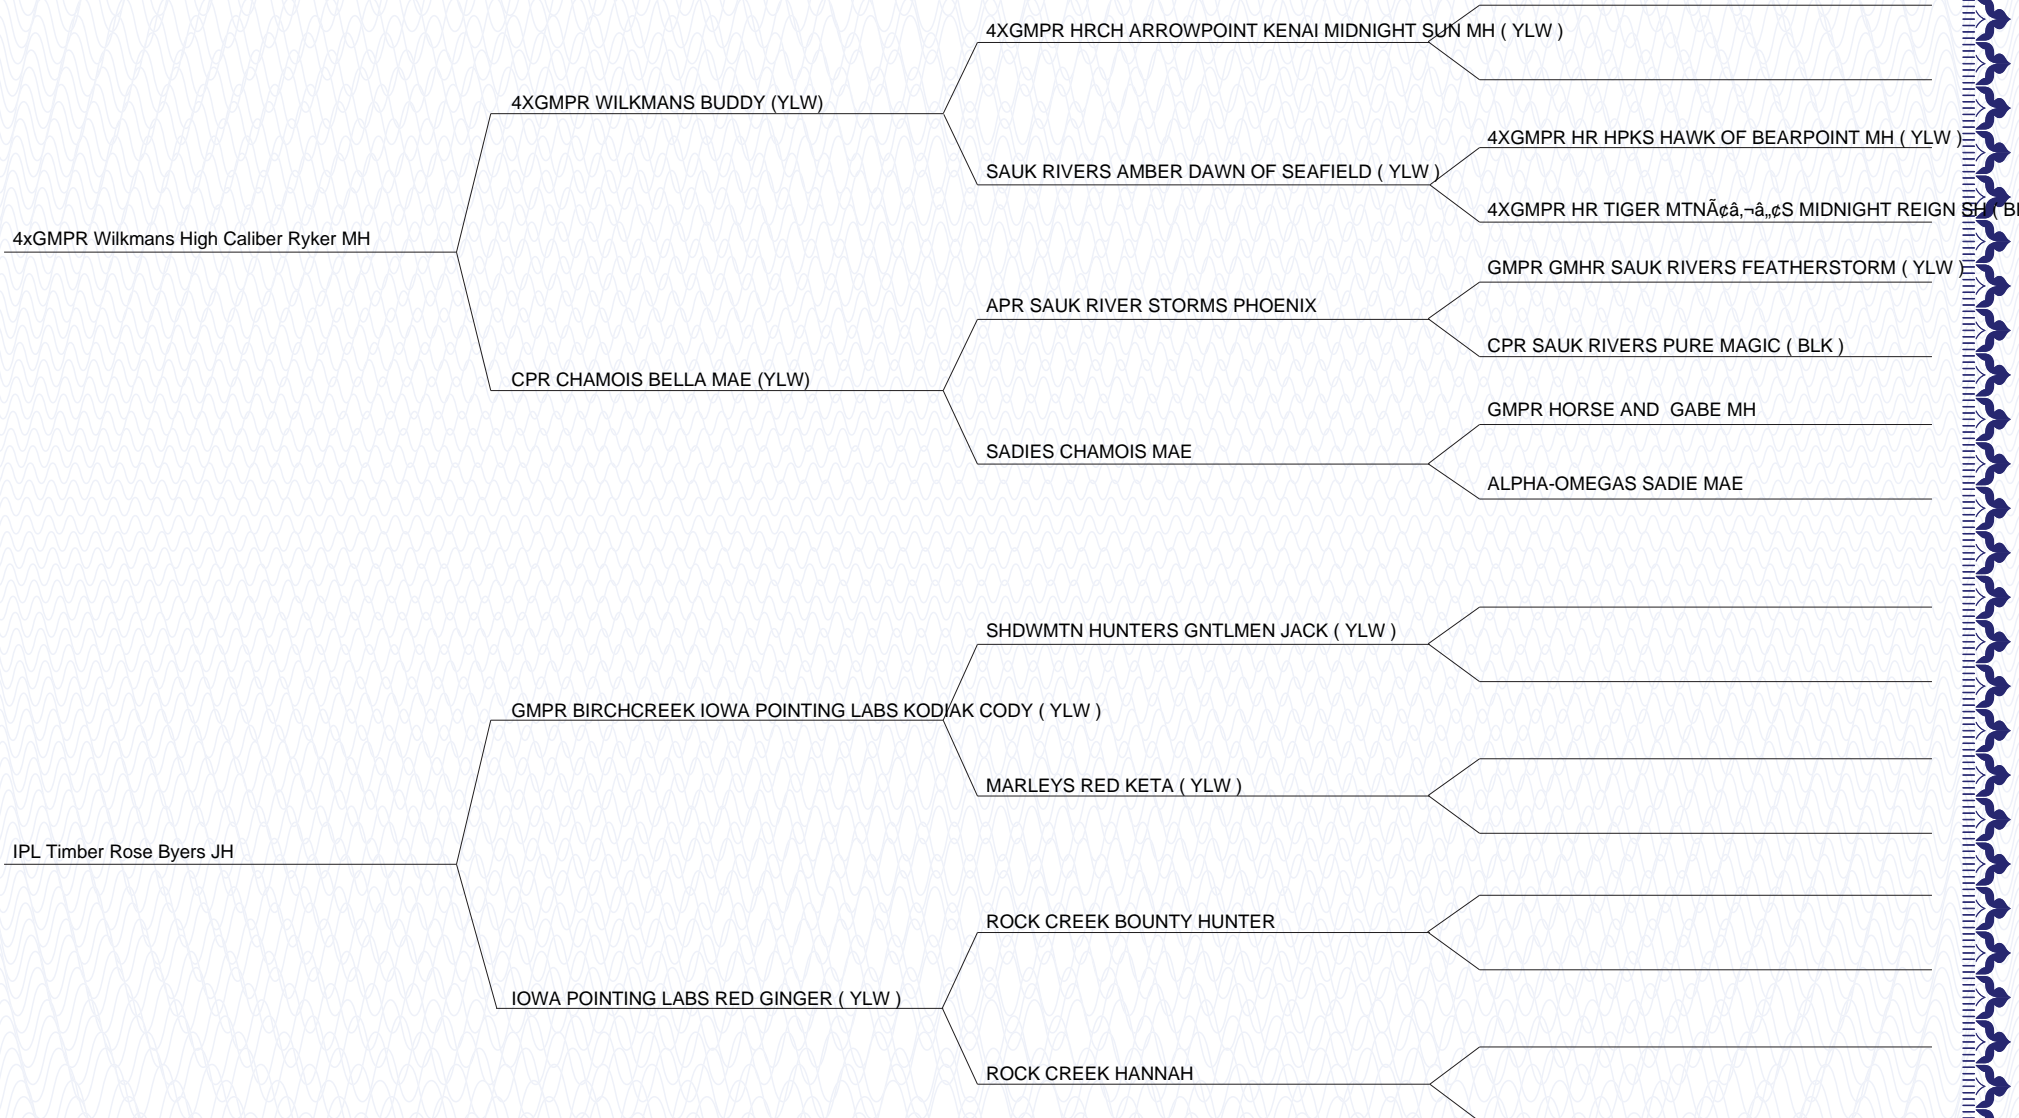 4XGMPR HRCH ARROWPOINT KENAI MIDNIGHT SUN MH ( YLW )
4XGMPR WILKMANS BUDDY (YLW)
4XGMPR HR HPKS HAWK OF BEARPOINT MH ( YLW )
SAUK RIVERS AMBER DAWN OF SEAFIELD ( YLW )
4XGMPR HR TIGER MTNÃ¢â‚¬â„¢S MIDNIGHT REIGN SH ( BL
4xGMPR Wilkmans High Caliber Ryker MH
GMPR GMHR SAUK RIVERS FEATHERSTORM ( YLW )
APR SAUK RIVER STORMS PHOENIX
CPR SAUK RIVERS PURE MAGIC ( BLK )
CPR CHAMOIS BELLA MAE (YLW)
GMPR HORSE AND  GABE MH
SADIES CHAMOIS MAE
ALPHA-OMEGAS SADIE MAE
SHDWMTN HUNTERS GNTLMEN JACK ( YLW )
GMPR BIRCHCREEK IOWA POINTING LABS KODIAK CODY ( YLW )
MARLEYS RED KETA ( YLW )
IPL Timber Rose Byers JH
ROCK CREEK BOUNTY HUNTER
IOWA POINTING LABS RED GINGER ( YLW )
ROCK CREEK HANNAH